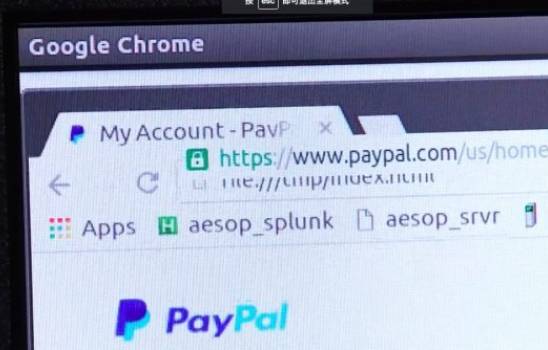 按 esc 即可退出全屏模式
Google Chrome
My Account - PayP
https://www.paypal.com/us/home
file:///tmp/index.html
Apps aesop_splunk aesop_srvr
PayPal